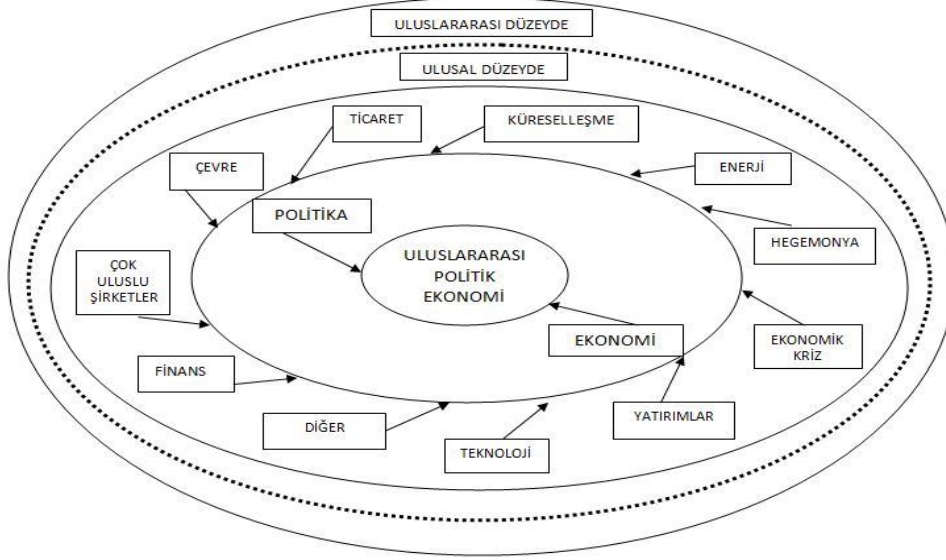 ULUSLARARASI DÜZEYDE
ULUSAL DÜZEYDE
TİCARET
KÜRESELLEŞME
ÇEVRE
ENERJİ
POLİTİKA
HEGEMONYA
ULUSLARARASI
POLİTİK
EKONOMİ
ÇOK
ULUSLU
ŞİRKETLER
EKONOMİ
EKONOMİK
KRİZ
FİNANS
YATIRIMLAR
DİĞER
TEKNOLOJİ